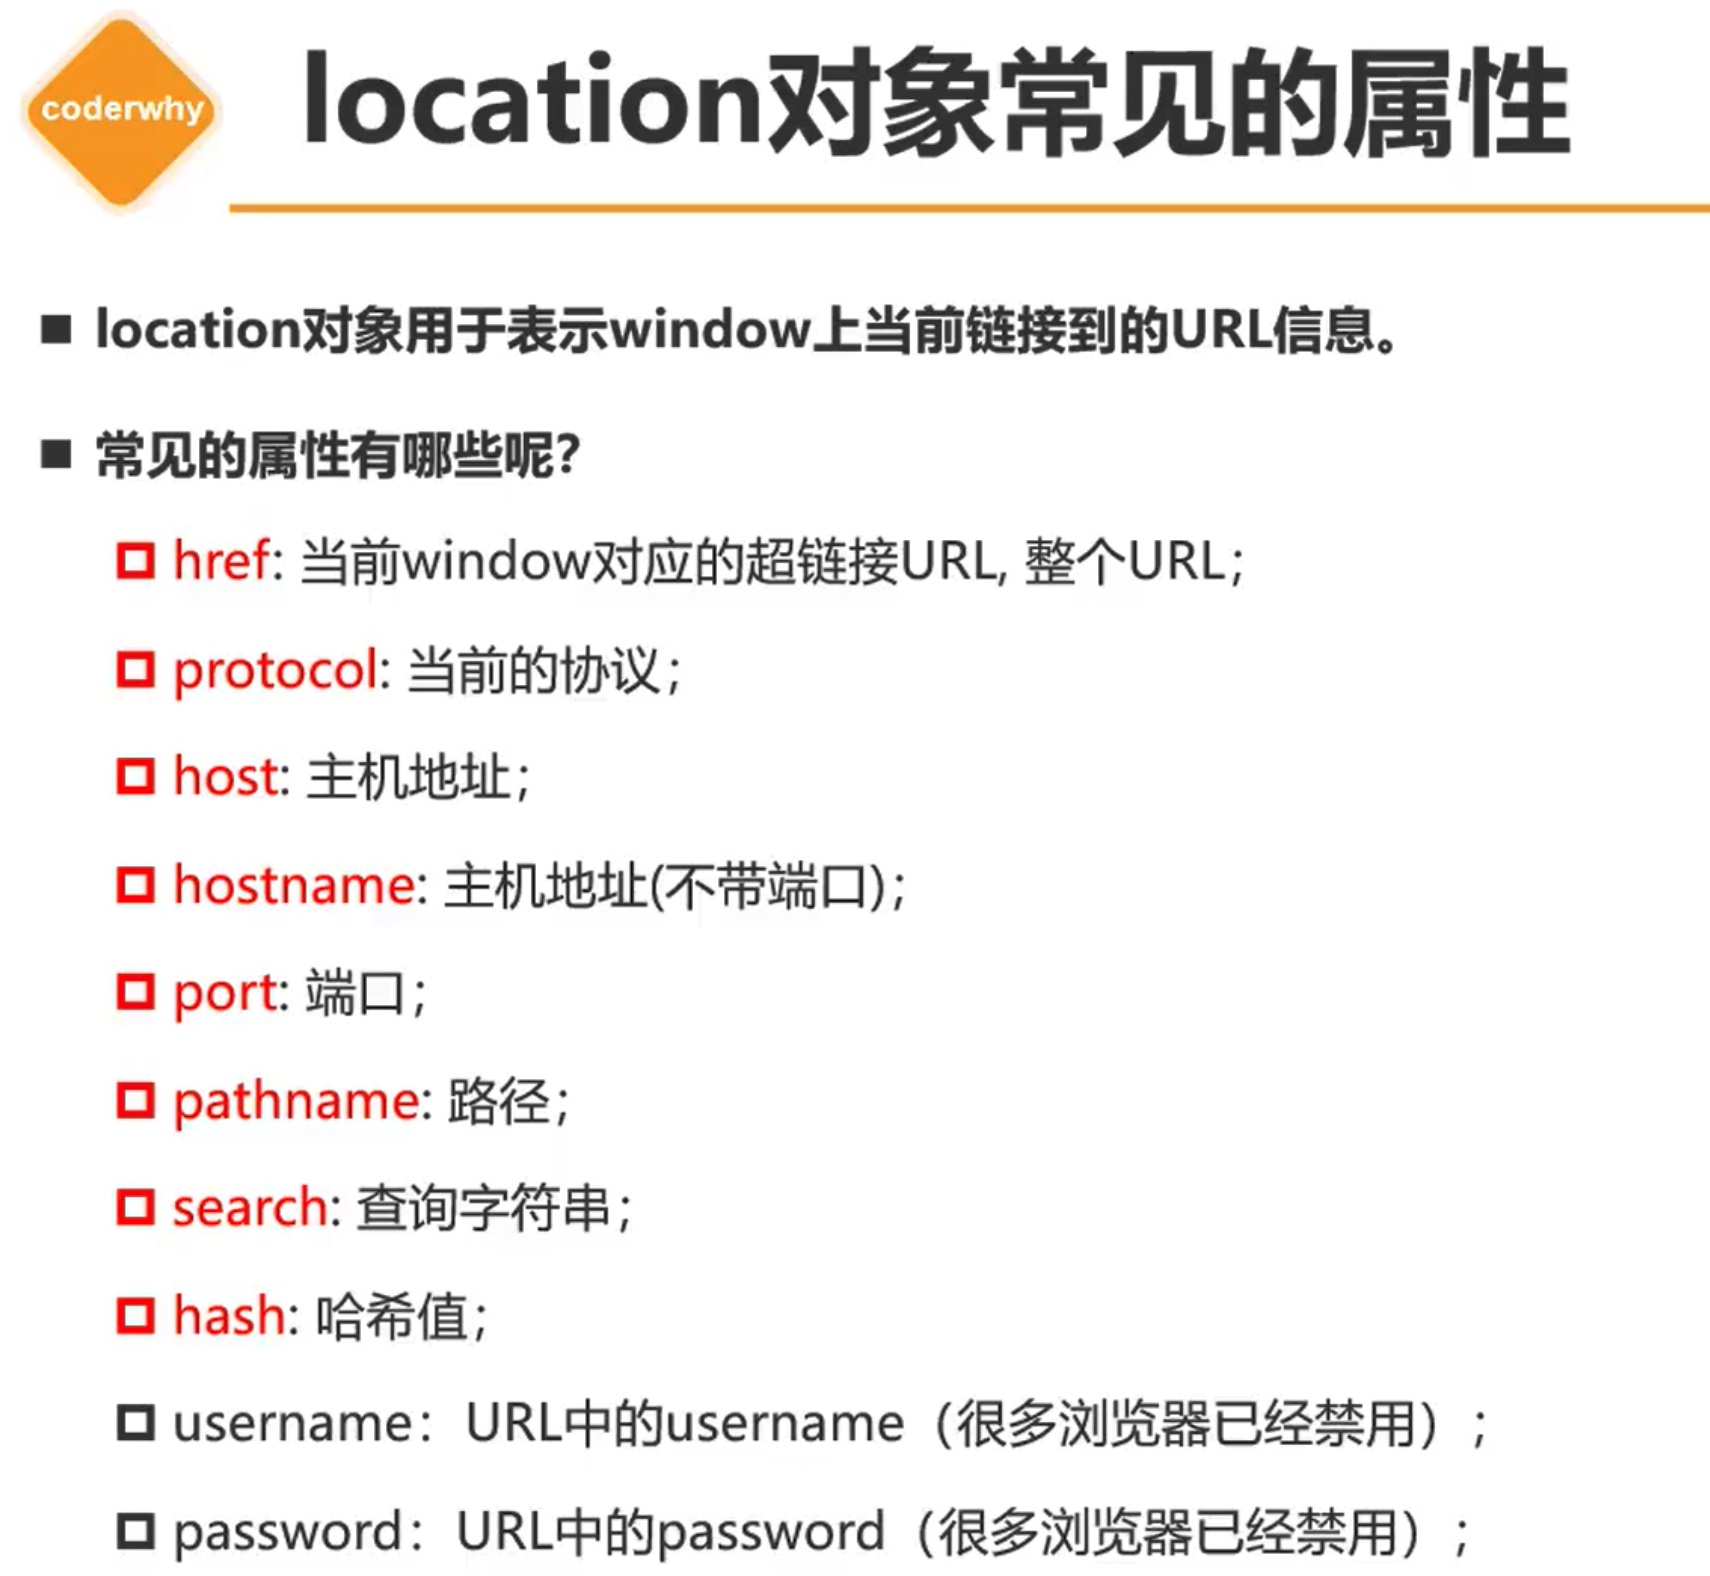 coderwhy
location对象常见的属性
location对象用于表示window上当前链接到的URL信息。
常见的属性有哪些呢？
href: 当前window对应的超链接URL, 整个URL；
protocol: 当前的协议；
host: 主机地址；
hostname: 主机地址(不带端口)；
port: 端口；
pathname: 路径；
search: 查询字符串；
hash: 哈希值；
username：URL中的username（很多浏览器已经禁用）；
password：URL中的password（很多浏览器已经禁用）；